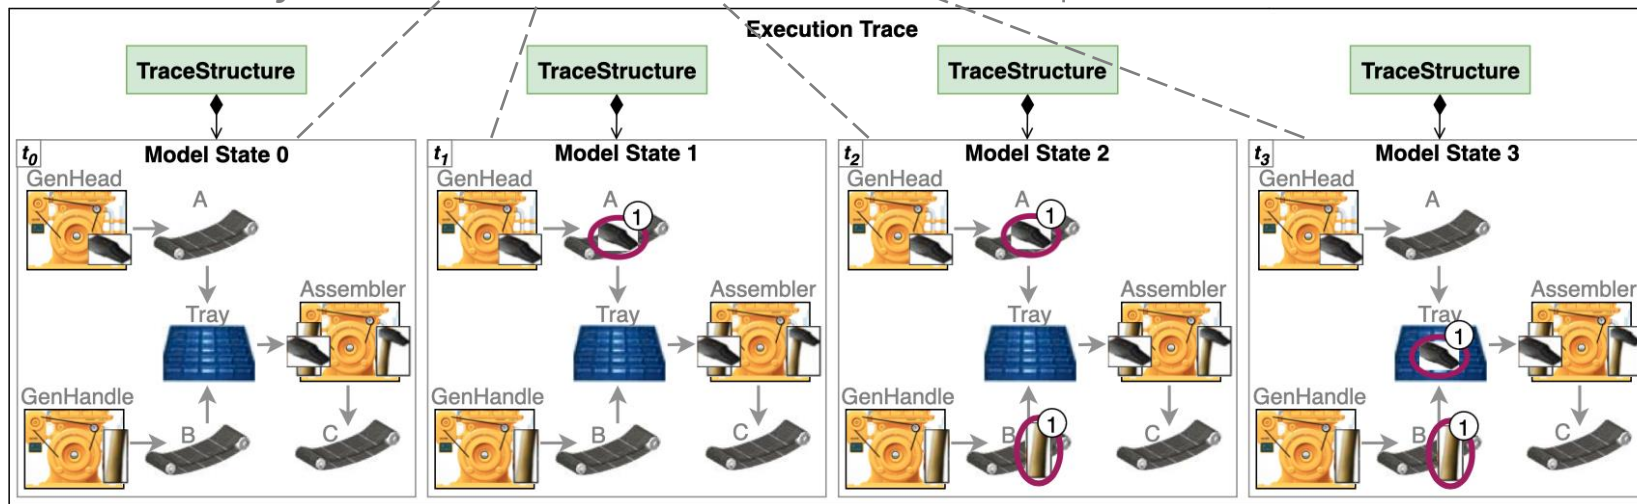 Execution Trace
TraceStructure
TraceStructure
TraceStructure
TraceStructure
t0 Model State 0
GenHead
A
Assembler
Tray
GenHandle
B
C
t1 Model State 1
GenHead
A
1
Assembler
Tray
GenHandle
B
C
t2 Model State 2
GenHead
A
1
Assembler
Tray
GenHandle
1
B
C
t3 Model State 3
GenHead
A
Assembler
Tray
1
GenHandle
1
B
C